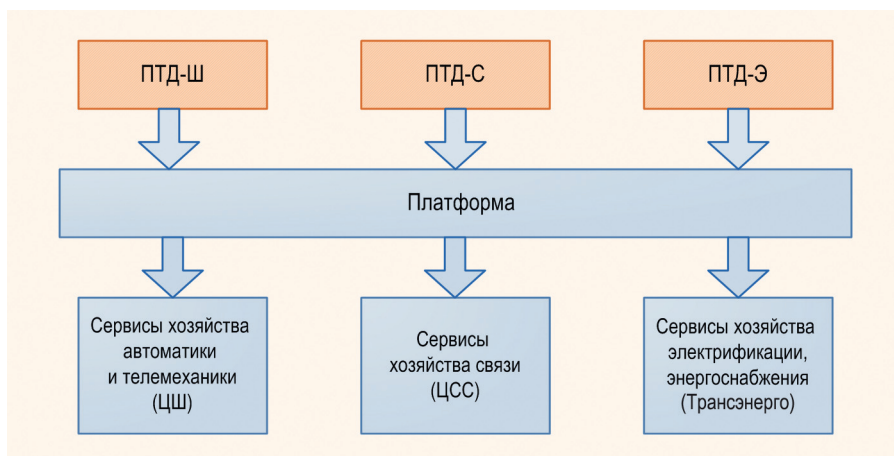 ПТД-Ш
ПТД-С
ПТД-Э
Платформа
Сервисы хозяйства
автоматики
и телемеханики
(ЦШ)
Сервисы
хозяйства связи
(ЦСС)
Сервисы хозяйства
электрификации,
энергоснабжения
(Трансэнерго)